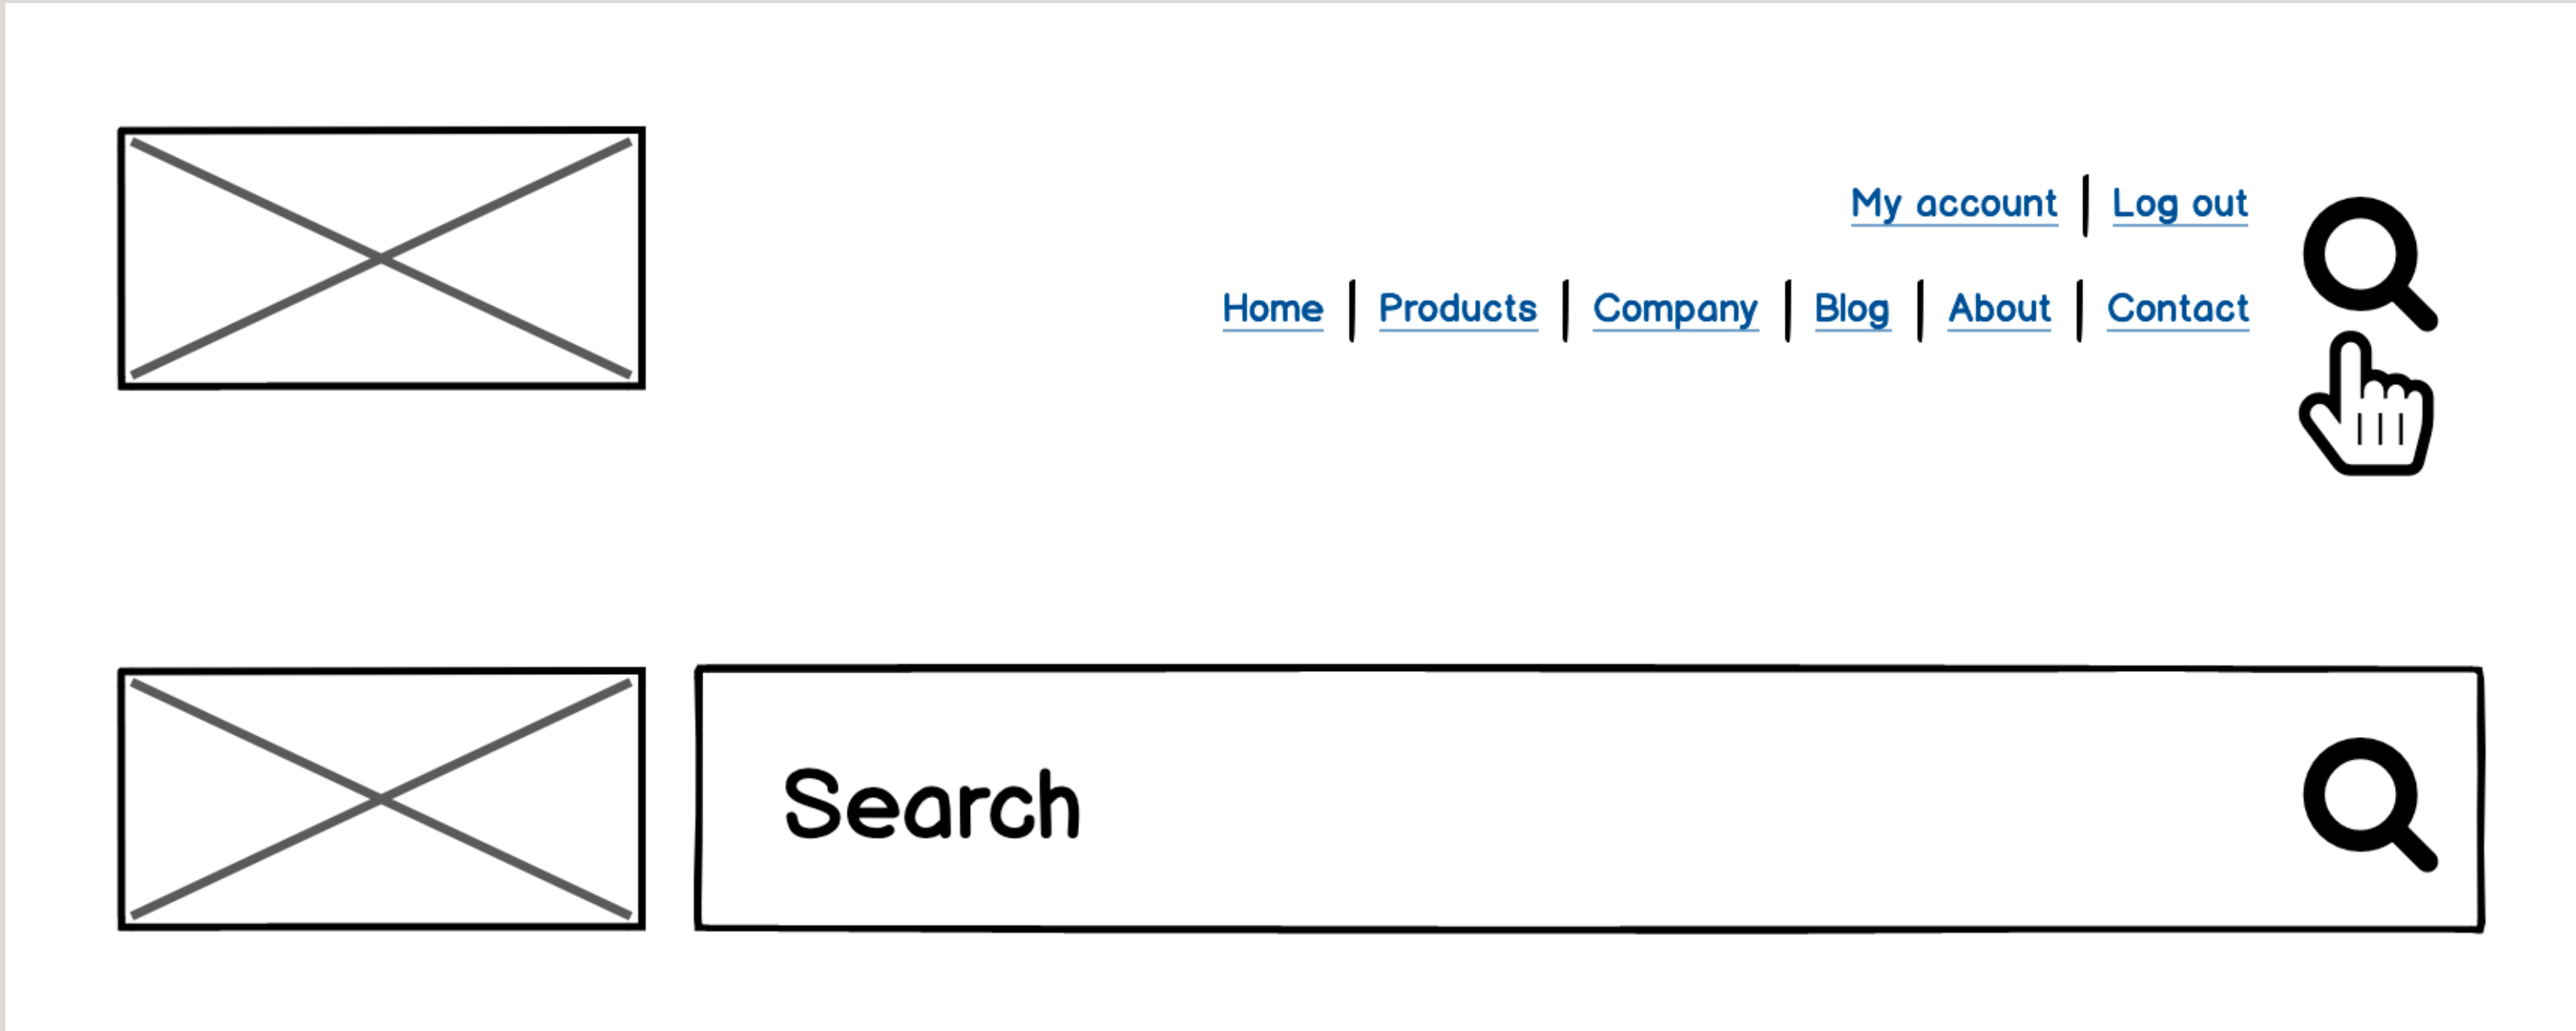 My account | Log out
Home | Products | Company | Blog | About | Contact
Search